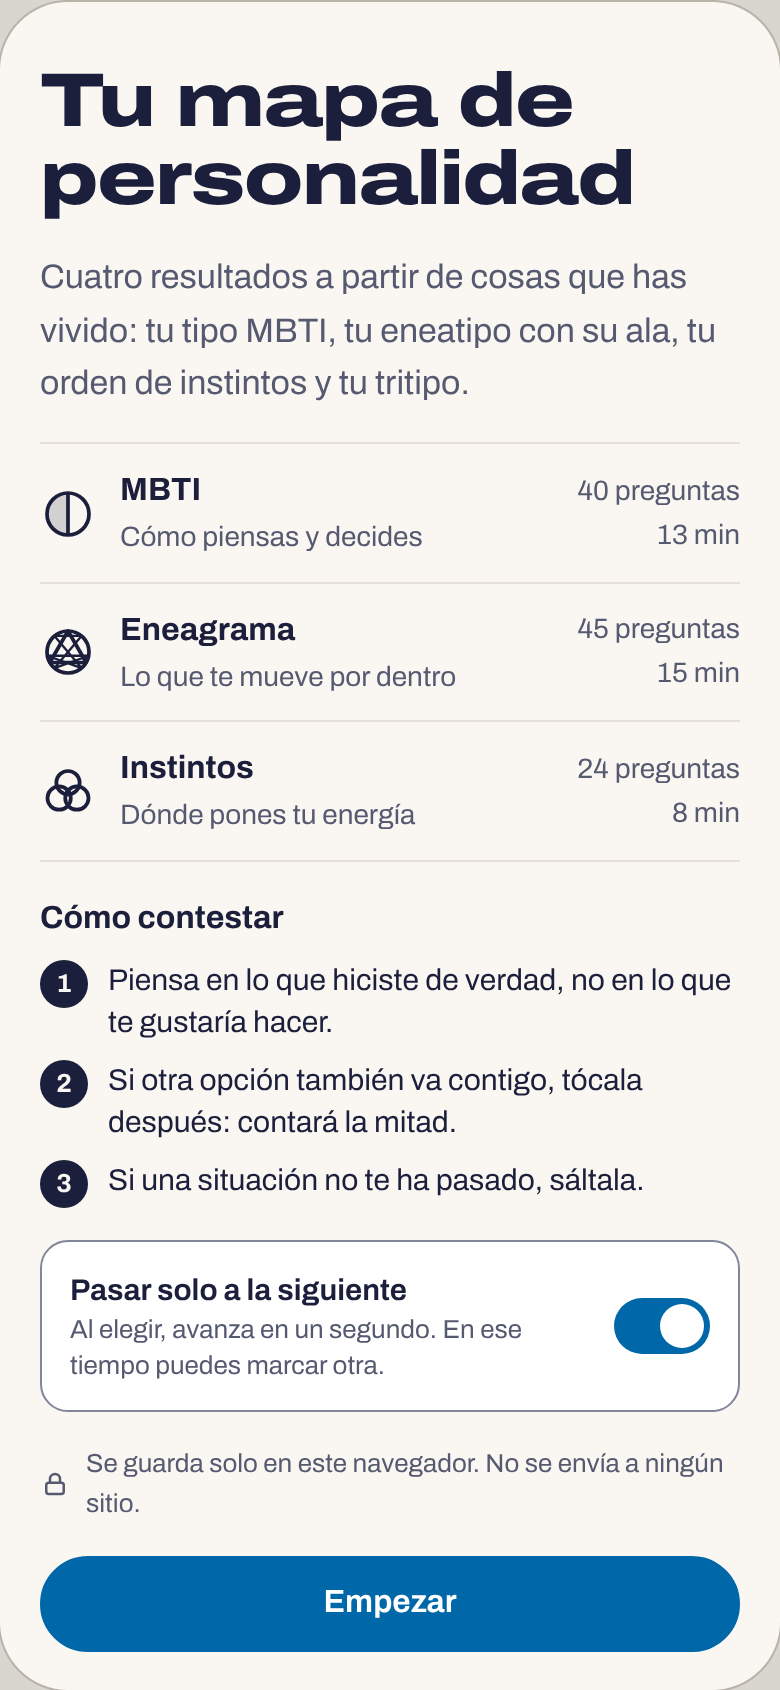 Tu mapa de
personalidad
Cuatro resultados a partir de cosas que has
vivido: tu tipo MBTI, tu eneatipo con su ala, tu
orden de instintos y tu tritipo.
MBTI
Cómo piensas y decides
40 preguntas
13 min
Eneagrama
Lo que te mueve por dentro
45 preguntas
15 min
Instintos
Dónde pones tu energía
24 preguntas
8 min
Cómo contestar
1 Piensa en lo que hiciste de verdad, no en lo que
te gustaría hacer.
2 Si otra opción también va contigo, tócala
después: contará la mitad.
3 Si una situación no te ha pasado, sáltala.
Pasar solo a la siguiente
Al elegir, avanza en un segundo. En ese
tiempo puedes marcar otra.
Se guarda solo en este navegador. No se envía a ningún
sitio.
Empezar